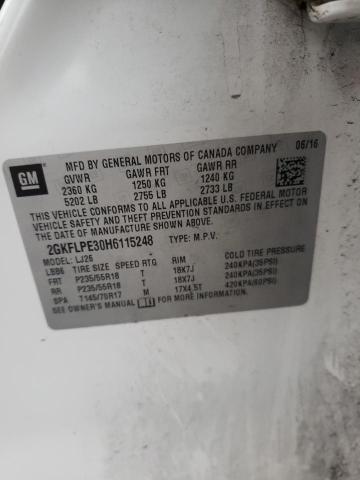 GM
MFD BY GENERAL MOTORS OF CANADA COMPANY 06/16
GVWR GAWR FRT GAWR RR
2360 KG 1250 KG 1240 KG
5202 LB 2755 LB 2733 LB
THIS VEHICLE CONFORMS TO ALL APPLICABLE U.S. FEDERAL MOTOR
VEHICLE SAFETY AND THEFT PREVENTION STANDARDS IN EFFECT ON
THE DATE OF MANUFACTURE SHOWN ABOVE.
2GKFLPE30H6115248 TYPE: M.P.V.
MODEL: LJ26
TIRE SIZE SPEED RTG RIM COLD TIRE PRESSURE
FRT P235/55R18 T 18X7J 240KPA(35PSI)
RR P235/55R18 T 18X7J 240KPA(35PSI)
SPA T145/70R17 M 17X4.5T 420KPA(60PSI)
SEE OWNER'S MANUAL FOR ADDITIONAL INFORMATION.